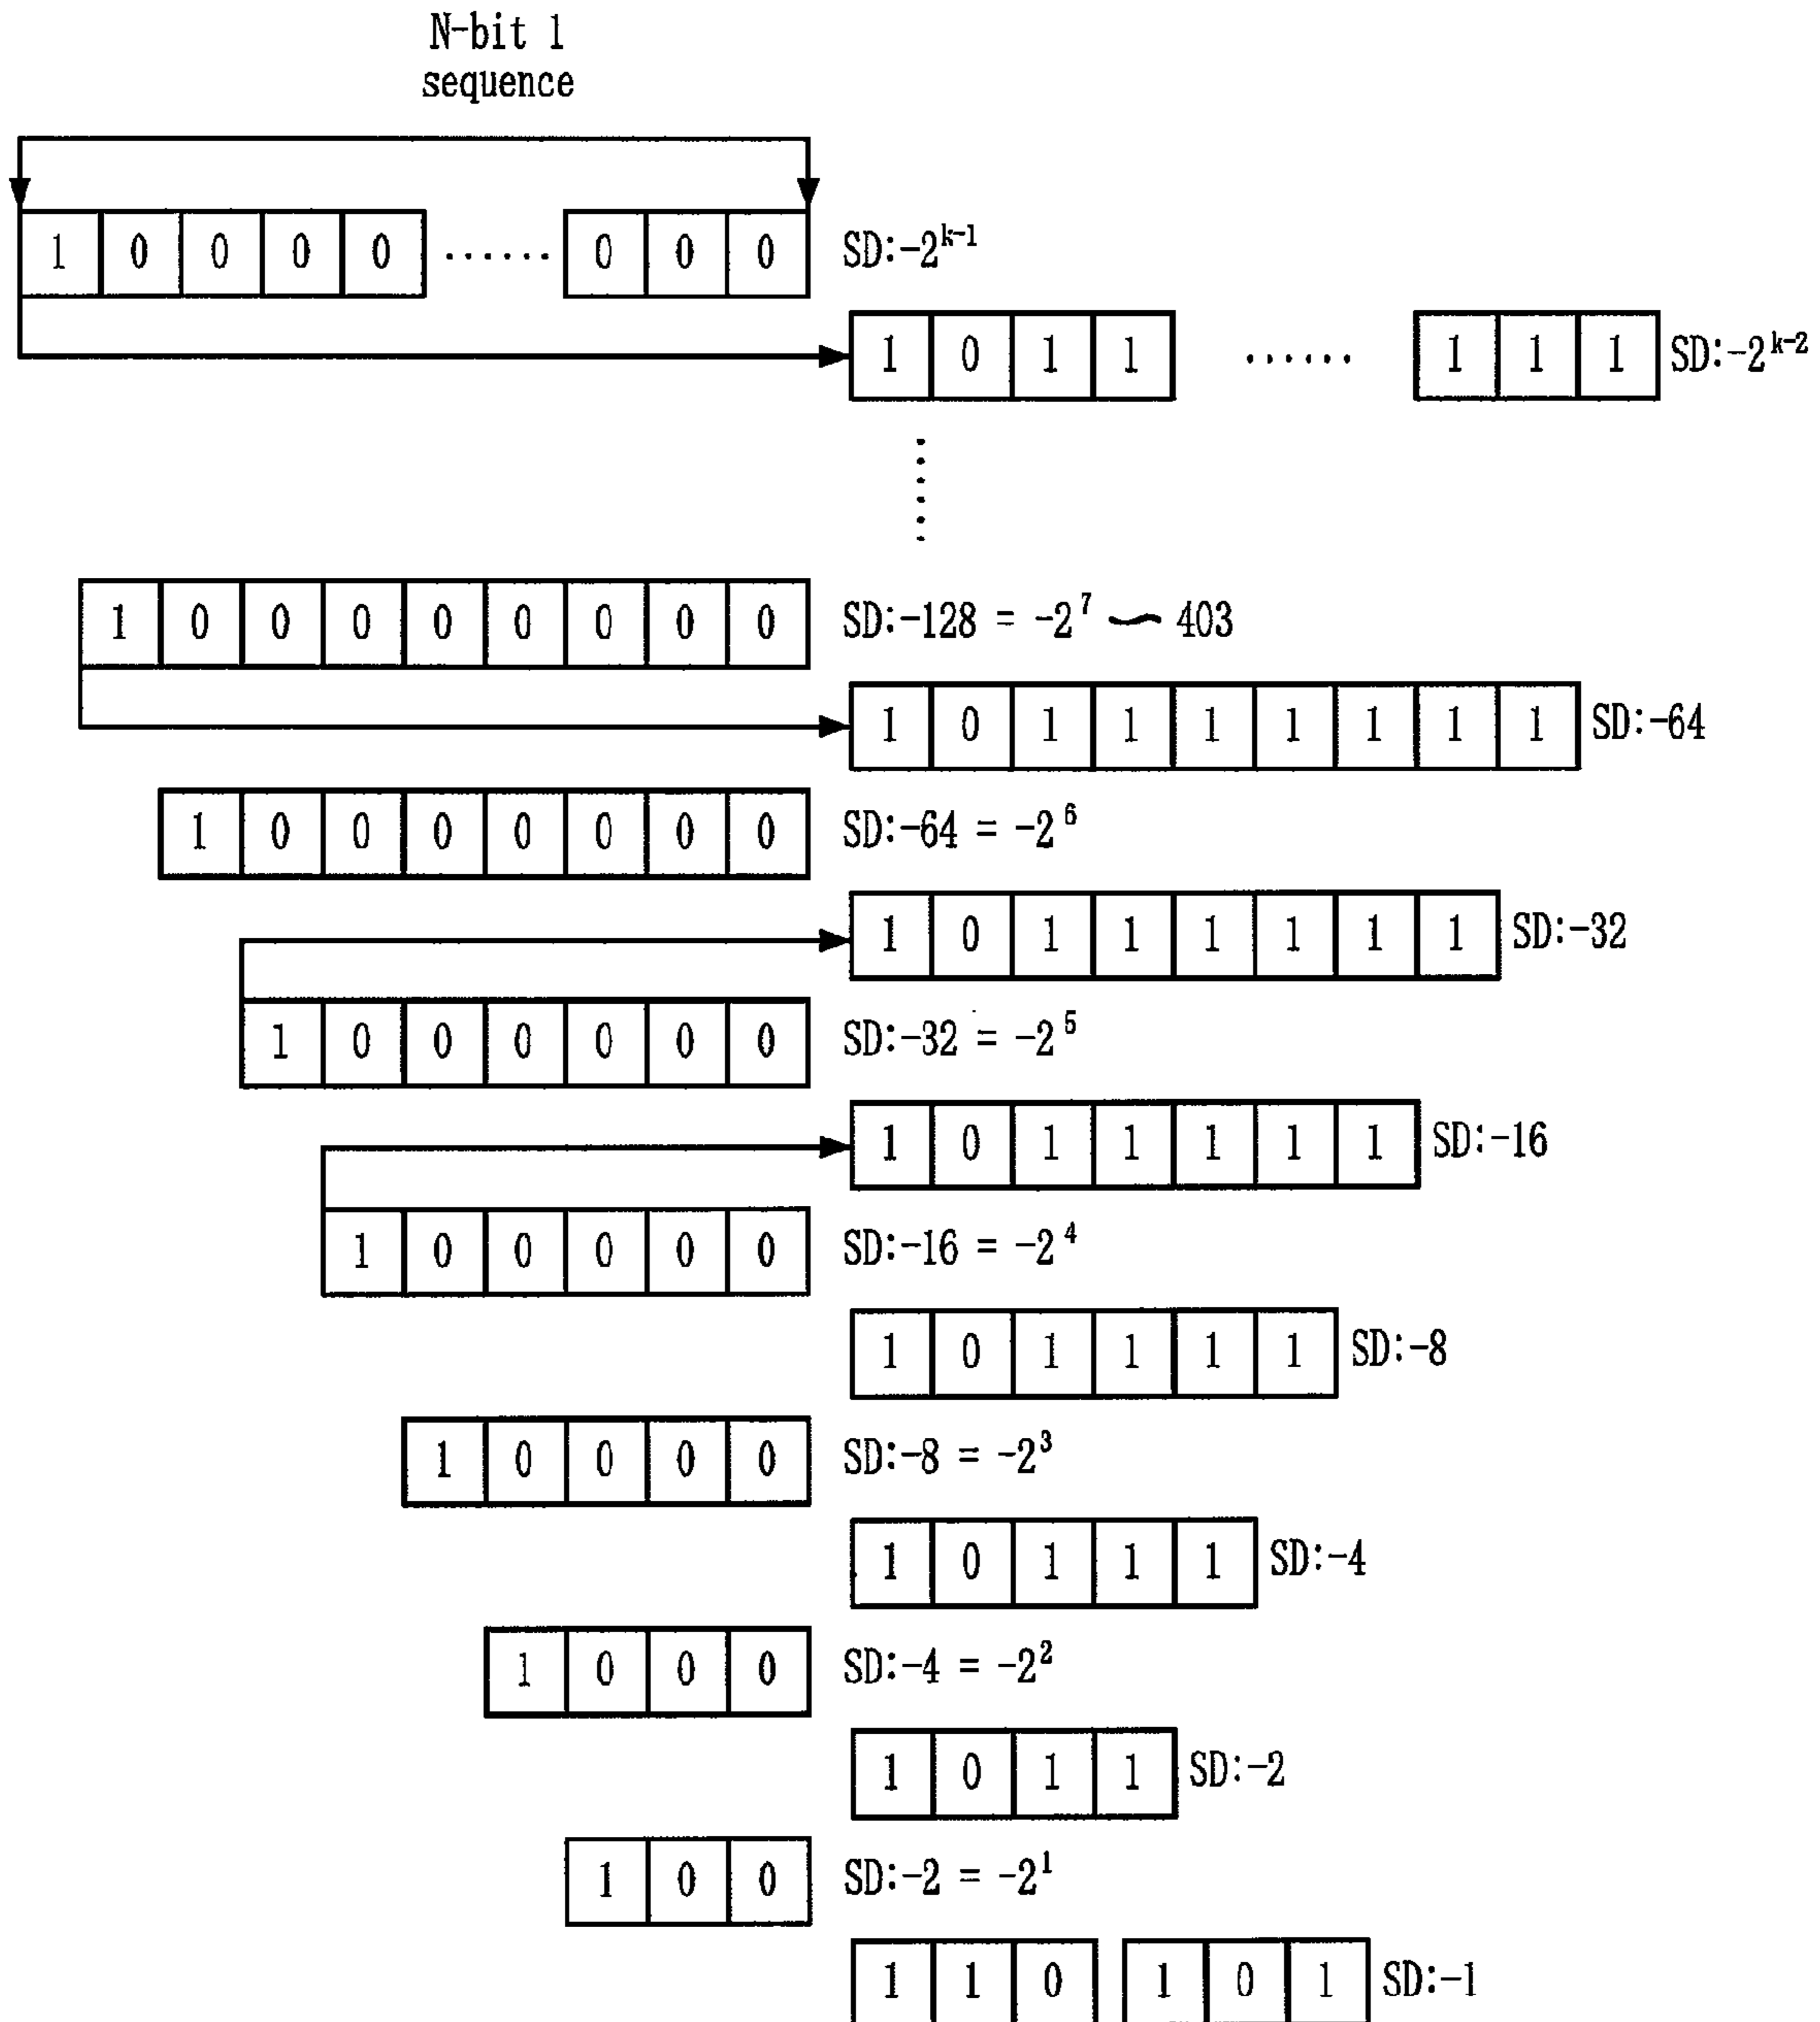 N-bit 1
sequence
1 0 0 0 0 ...... 0 0 0 SD:-2^k-1
1 0 1 1 ...... 1 1 1 SD:-2^k-2
......
1 0 0 0 0 0 0 0 0 SD:-128 = -2^7 ~ 403
1 0 1 1 1 1 1 1 1 SD:-64
1 0 0 0 0 0 0 0 SD:-64 = -2^6
1 0 1 1 1 1 1 1 SD:-32
1 0 0 0 0 0 0 SD:-32 = -2^5
1 0 1 1 1 1 1 SD:-16
1 0 0 0 0 0 SD:-16 = -2^4
1 0 1 1 1 1 SD:-8
1 0 0 0 0 SD:-8 = -2^3
1 0 1 1 1 SD:-4
1 0 0 0 SD:-4 = -2^2
1 0 1 1 SD:-2
1 0 0 SD:-2 = -2^1
1 1 0 1 0 1 SD:-1